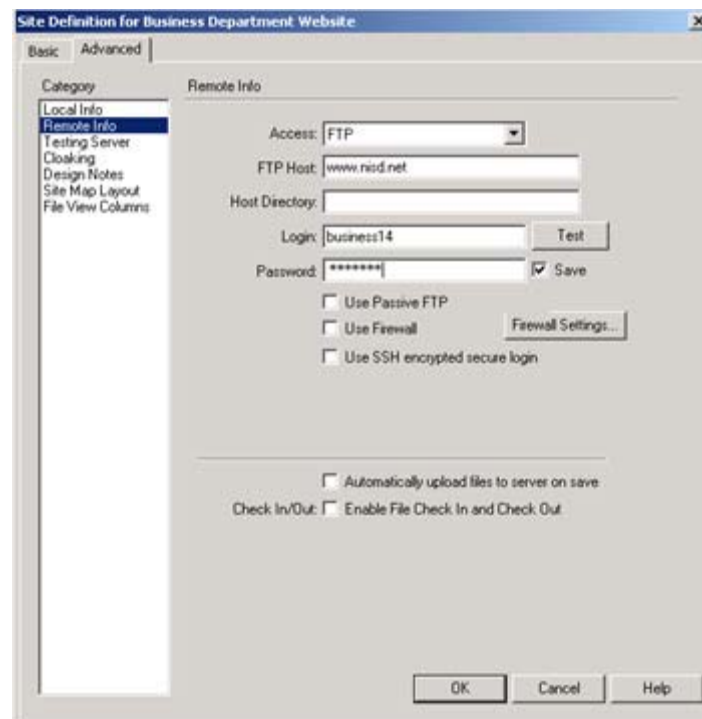 Site Definition for Business Department Website
Basic Advanced
Category
Local Info
Remote Info
Testing Server
Cloaking
Design Notes
Site Map Layout
File View Columns
Remote Info
Access: FTP
FTP Host: www.nisd.net
Host Directory:
Login: business14 Test
Password: ******* Save
Use Passive FTP
Use Firewall Firewall Settings...
Use SSH encrypted secure login
Automatically upload files to server on save
Check In/Out: Enable File Check In and Check Out
OK Cancel Help